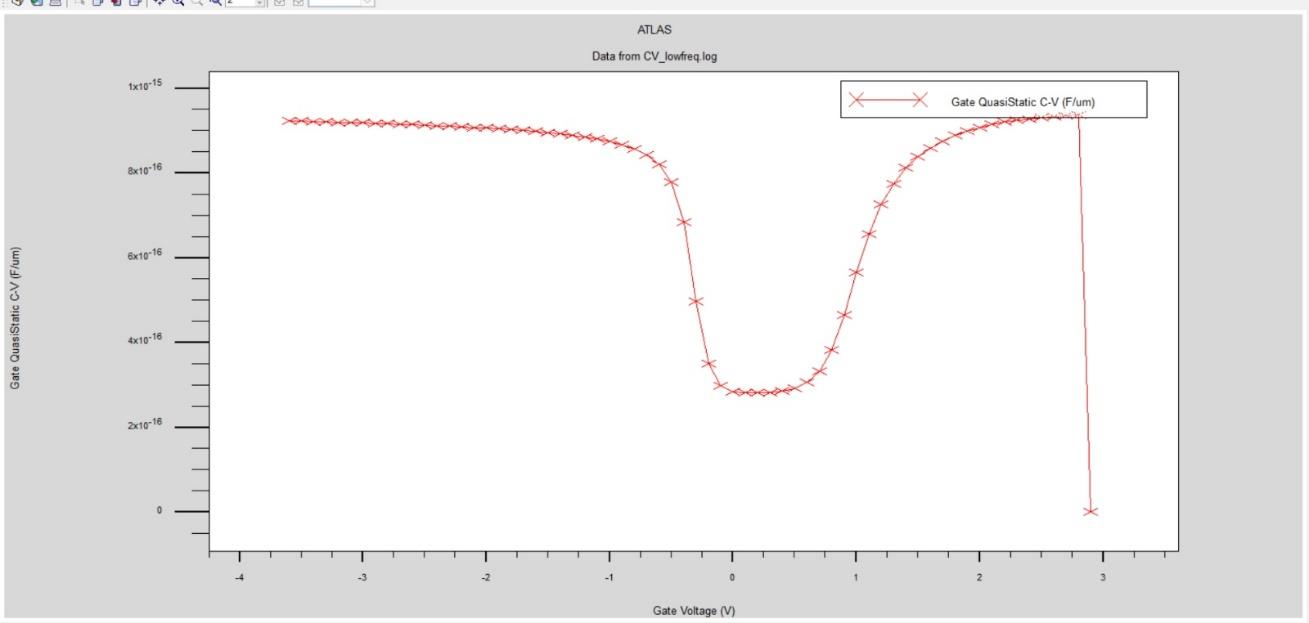 ATLAS
Data from CV_lowfreq.log
Gate QuasiStatic C-V (F/um)
Gate QuasiStatic C-V (F/um)
1x10-15
8x10-16
6x10-16
4x10-16
2x10-16
0
-4 -3 -2 -1 0 1 2 3
Gate Voltage (V)